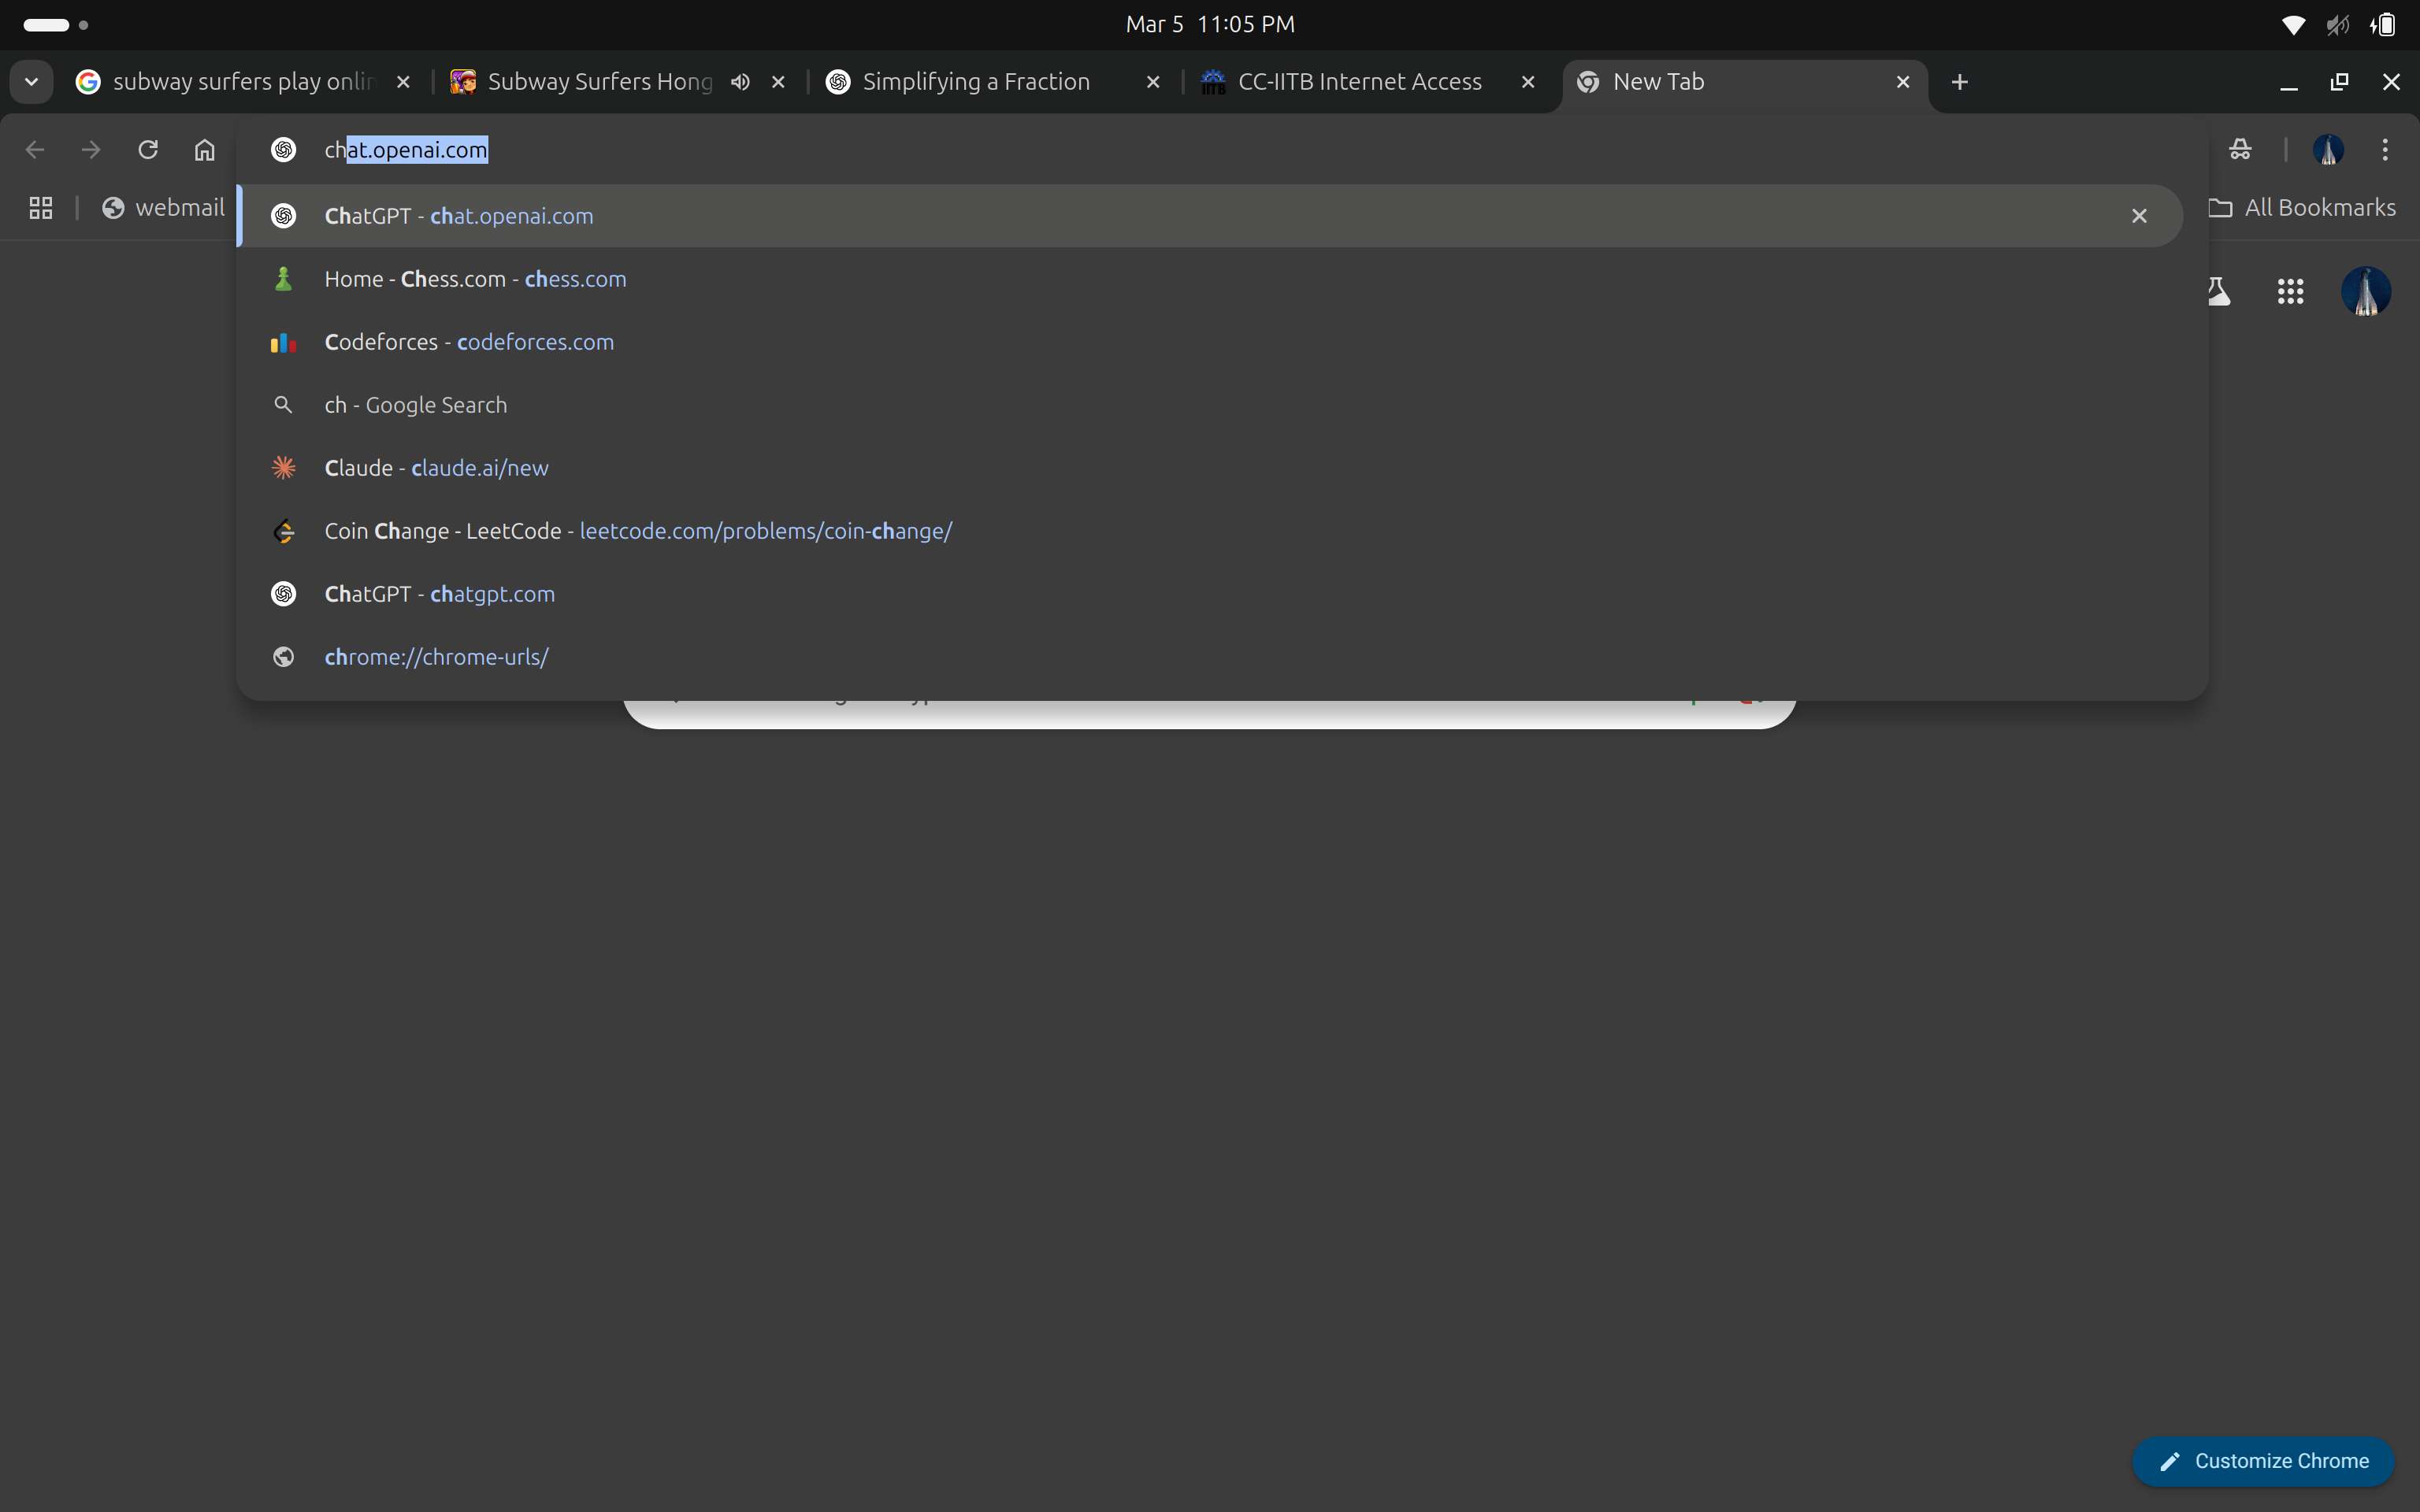 Mar 5 11:05 PM
subway surfers play onlin
Subway Surfers Hong
Simplifying a Fraction
CC-IITB Internet Access
New Tab
chat.openai.com
webmail
All Bookmarks
ChatGPT - chat.openai.com
Home - Chess.com - chess.com
Codeforces - codeforces.com
ch - Google Search
Claude - claude.ai/new
Coin Change - LeetCode - leetcode.com/problems/coin-change/
ChatGPT - chatgpt.com
chrome://chrome-urls/
Customize Chrome